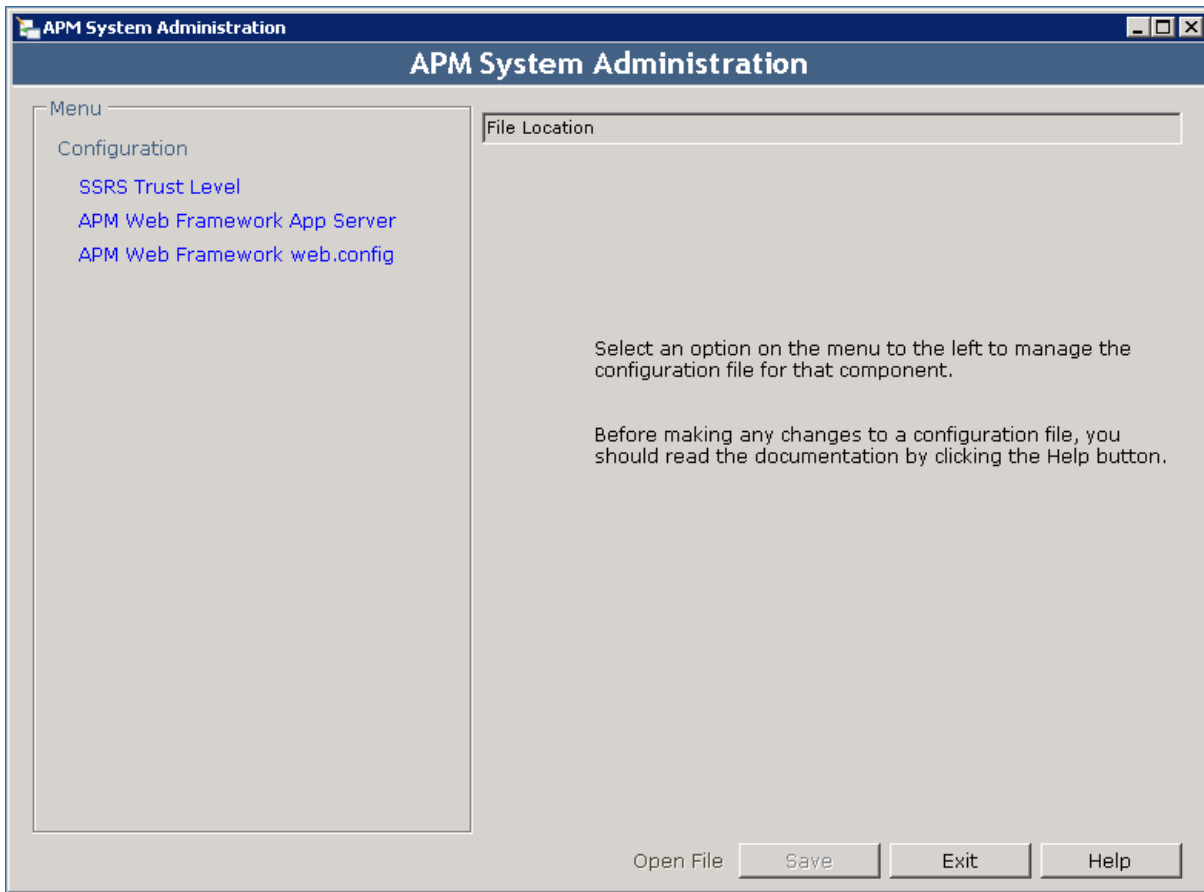 APM System Administration
APM System Administration
Menu
Configuration
SSRS Trust Level
APM Web Framework App Server
APM Web Framework web.config
File Location
Select an option on the menu to the left to manage the
configuration file for that component.
Before making any changes to a configuration file, you
should read the documentation by clicking the Help button.
Open File
Save
Exit
Help